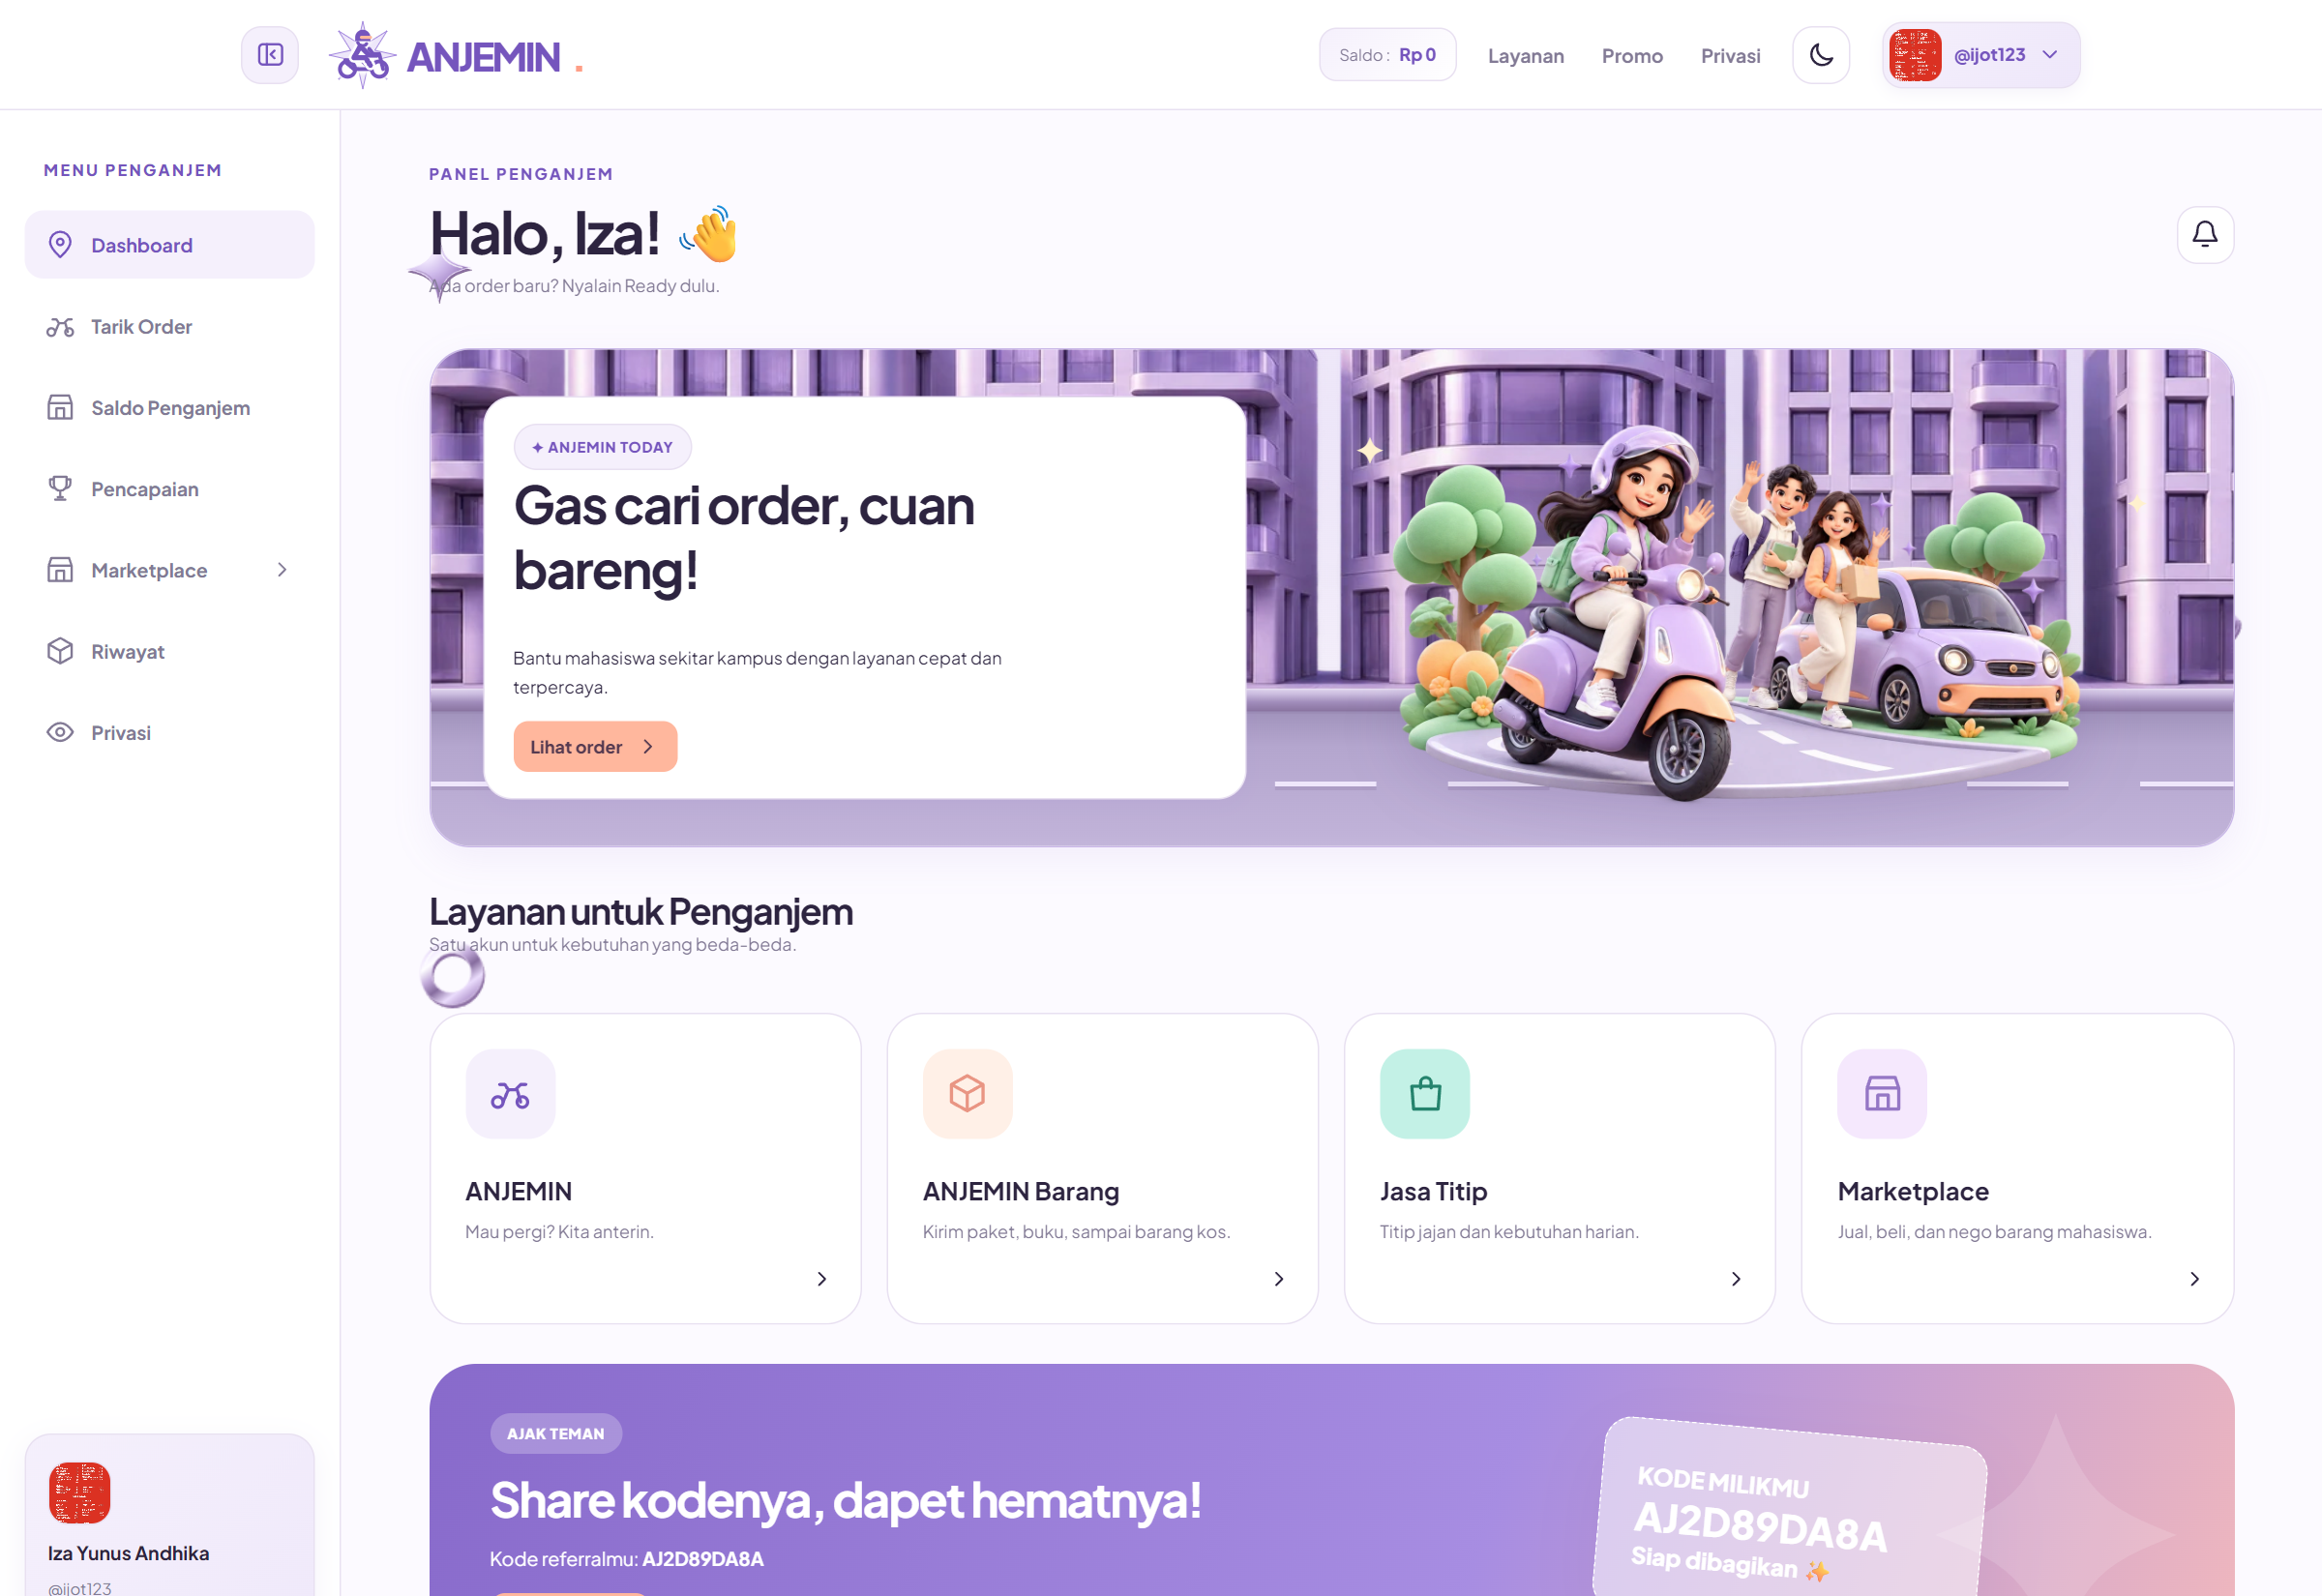 ANJEMIN .
Saldo : Rp 0
Layanan
Promo
Privasi
@ijot123
MENU PENGANJEM
Dashboard
Tarik Order
Saldo Penganjem
Pencapaian
Marketplace
Riwayat
Privasi
Iza Yunus Andhika
@ijot123
PANEL PENGANJEM
Halo, Iza! 👋
Ada order baru? Nyalain Ready dulu.
✦ ANJEMIN TODAY
Gas cari order, cuan
bareng!
Bantu mahasiswa sekitar kampus dengan layanan cepat dan
terpercaya.
Lihat order
Layanan untuk Penganjem
Satu akun untuk kebutuhan yang beda-beda.
ANJEMIN
Mau pergi? Kita anterin.
ANJEMIN Barang
Kirim paket, buku, sampai barang kos.
Jasa Titip
Titip jajan dan kebutuhan harian.
Marketplace
Jual, beli, dan nego barang mahasiswa.
AJAK TEMAN
Share kodenya, dapet hematnya!
Kode referralmu: AJ2D89DA8A
KODE MILIKMU
AJ2D89DA8A
Siap dibagikan ✨